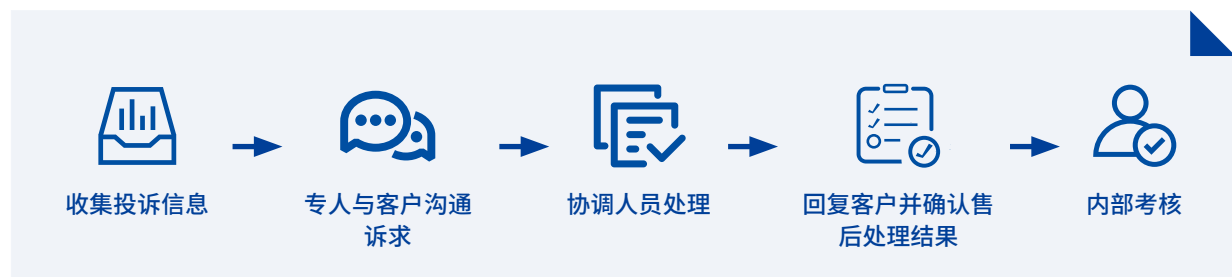 收集投诉信息
专人与客户沟通
诉求
协调人员处理
回复客户并确认售
后处理结果
内部考核